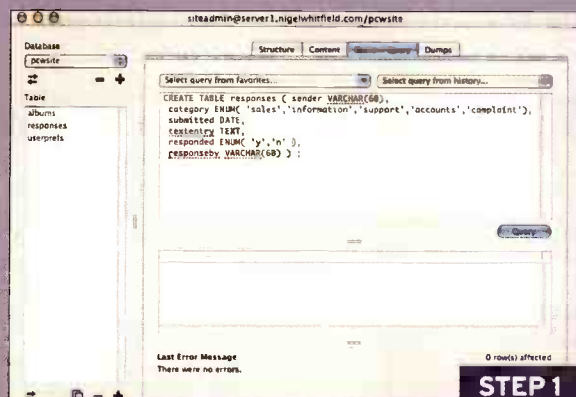 siteadmin@server1.nigelwhitfield.com/pcwsite
Database
pcwsite
Structure
Content
Custom Query
Dumps
Select query from favorites...
Select query from history...
Table
albums
responses
userprefs
CREATE TABLE responses ( sender VARCHAR(60),
category ENUM( 'sales','information','support','accounts','complaint'),
submitted DATE,
textentry TEXT,
responded ENUM( 'y','n' ),
responseby VARCHAR(60) ) ;
Query
Last Error Message
There were no errors.
0 row(s) affected
STEP 1